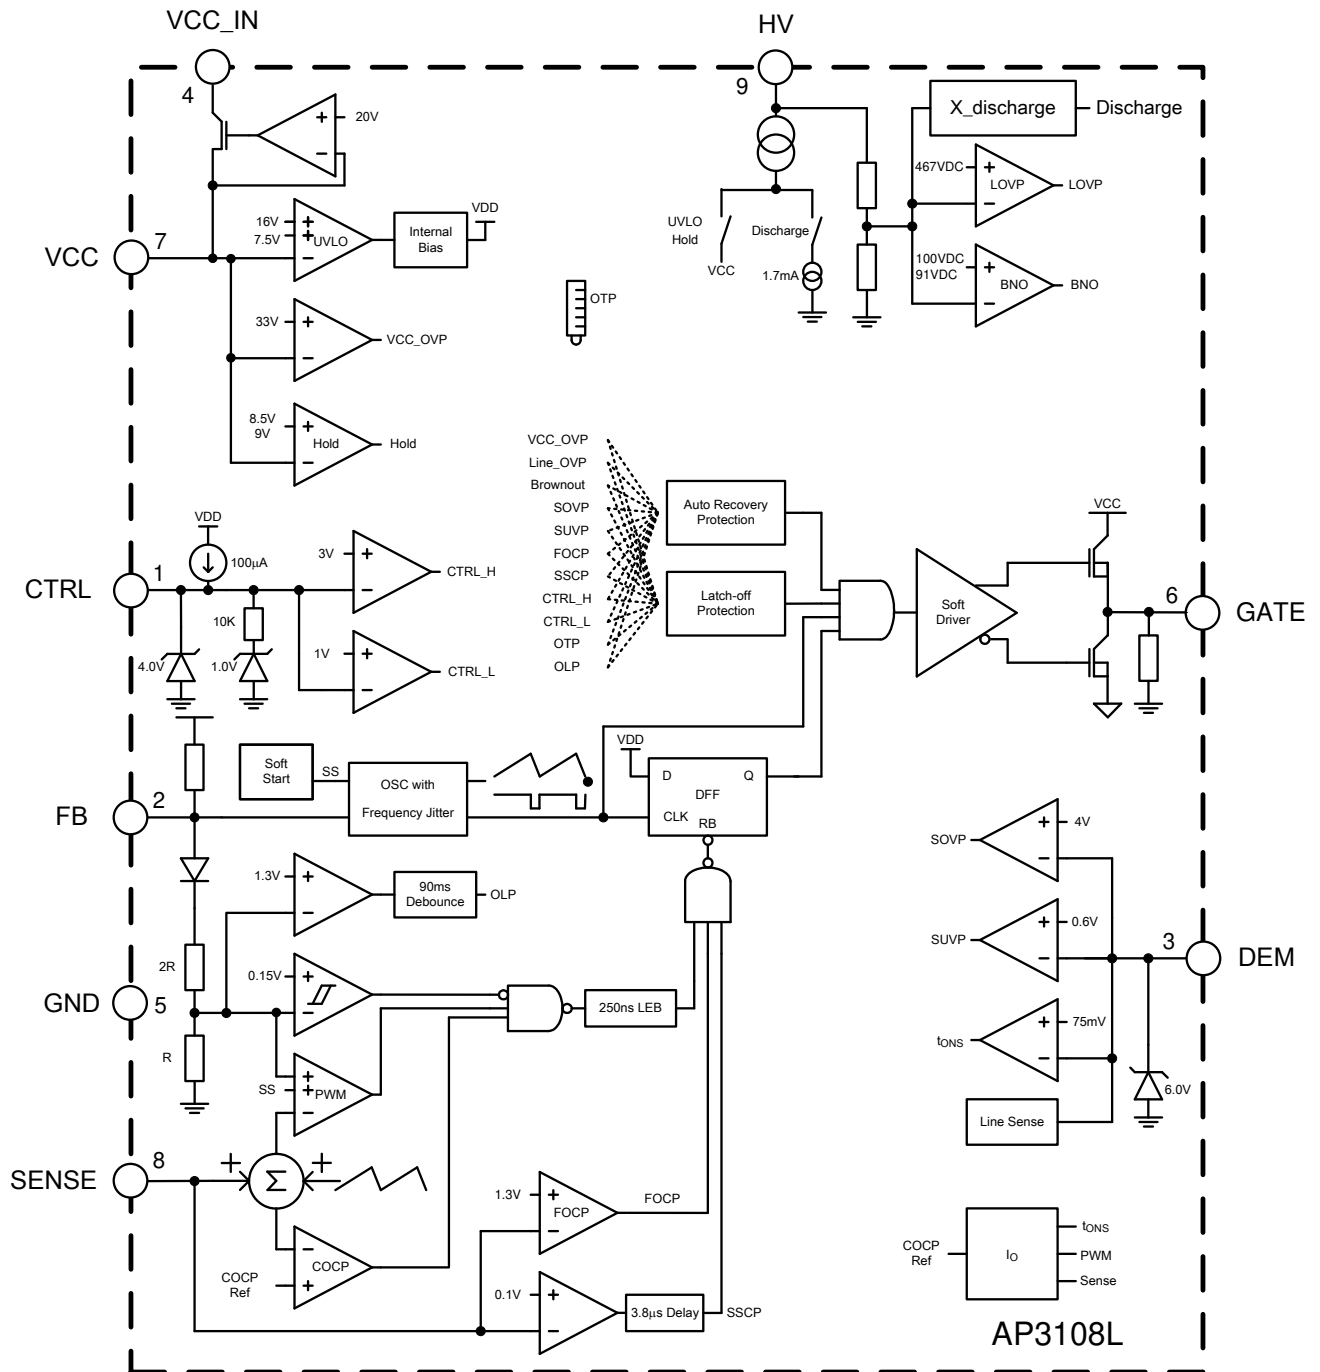 VCC_IN
HV
4
9
20V
X_discharge
Discharge
467VDC
+
−
LOVP
LOVP
16V
7.5V
UVLO
Internal
Bias
VDD
VCC
7
UVLO
Hold
Discharge
VCC
1.7mA
100VDC
91VDC
BNO
BNO
OTP
33V
VCC_OVP
8.5V
9V
Hold
Hold
VCC_OVP
Line_OVP
Brownout
SOVP
SUVP
FOCP
SSCP
CTRL_H
CTRL_L
OTP
OLP
Auto Recovery
Protection
Latch-off
Protection
VCC
Soft
Driver
6
GATE
VDD
100μA
CTRL
1
3V
CTRL_H
10K
4.0V
1.0V
1V
CTRL_L
Soft
Start
SS
OSC with
Frequency Jitter
VDD
D
Q
DFF
CLK
RB
FB
2
1.3V
90ms
Debounce
OLP
2R
0.15V
GND
5
250ns LEB
R
SS
PWM
SENSE
8
+
Σ
+
COCP
COCP
Ref
1.3V
FOCP
FOCP
0.1V
3.8μs Delay
SSCP
SOVP
4V
SUVP
0.6V
3
DEM
tONS
75mV
6.0V
Line Sense
COCP
Ref
IO
tONS
PWM
Sense
AP3108L